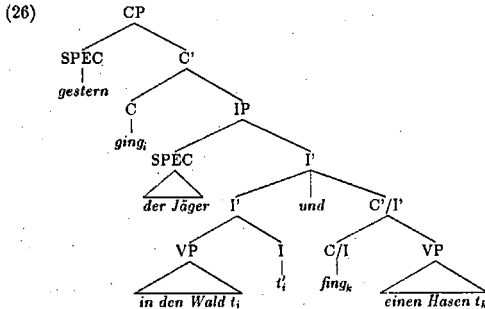 (26) CP
SPEC C'
gestern C IP
ging_i SPEC I'
der Jäger I' und C'/I'
VP I C/I VP
in den Wald t_i t'_i fing_k einen Hasen t_k